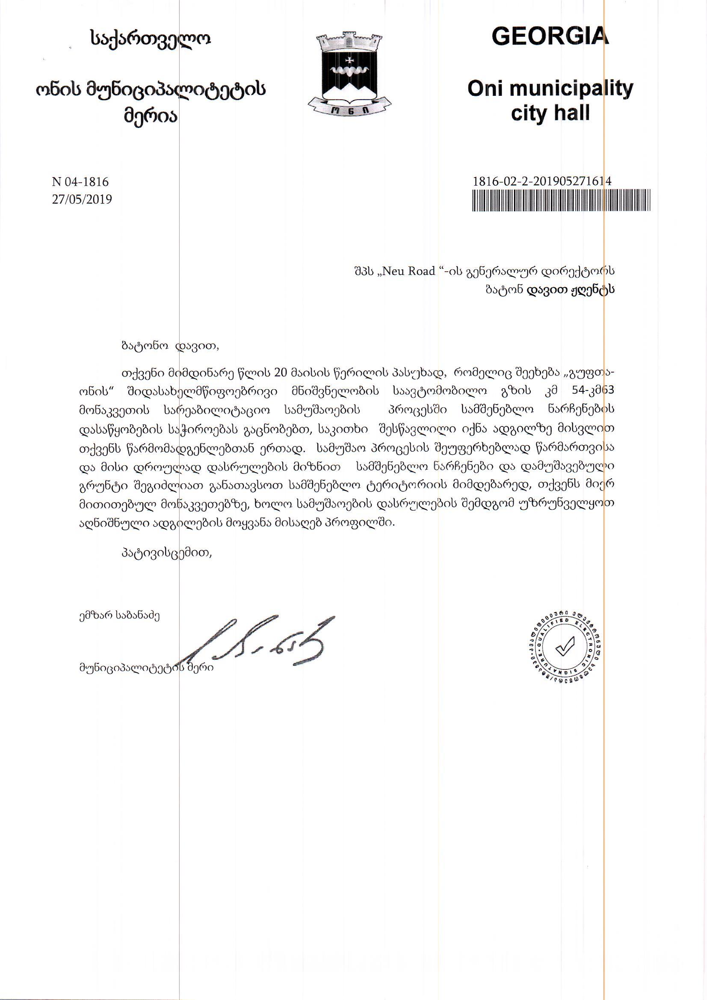 საქართველო
ონის მუნიციპალიტეტის
მერია
ო ნ ი
GEORGIA
Oni municipality
city hall
N 04-1816
27/05/2019
1816-02-2-201905271614
შპს „Neu Road “-ის გენერალურ დირექტორს
ბატონ დავით ჟღენტს
ბატონო დავით,
თქვენი მიმდინარე წლის 20 მაისის წერილის პასუხად, რომელიც შეეხება „გუფთა-
ონის“ შიდასახელმწიფოებრივი მნიშვნელობის საავტომობილო გზის კმ 54-კმ63
მონაკვეთის სარეაბილიტაციო სამუშაოების პროცესში სამშენებლო ნარჩენების
დასაწყობების საჭიროებას გაცნობებთ, საკითხი შესწავლილი იქნა ადგილზე მისვლით
თქვენს წარმომადგენლებთან ერთად. სამუშაო პროცესის შეუფერხებლად წარმართვისა
და მისი დროულად დასრულების მიზნით სამშენებლო ნარჩენები და დამუშავებული
გრუნტი შეგიძლიათ განათავსოთ სამშენებლო ტერიტორიის მიმდებარედ, თქვენს მიერ
მითითებულ მონაკვეთებზე, ხოლო სამუშაოების დასრულების შემდგომ უზრუნველყოთ
აღნიშნული ადგილების მოყვანა მისაღებ პროფილში.
პატივისცემით,
ემზარ საბანაძე
მუნიციპალიტეტის მერი
კვალიფიციური ელექტრონული ხელმოწერა/შტამპი
QUALIFIED ELECTRONIC SIGNATURE